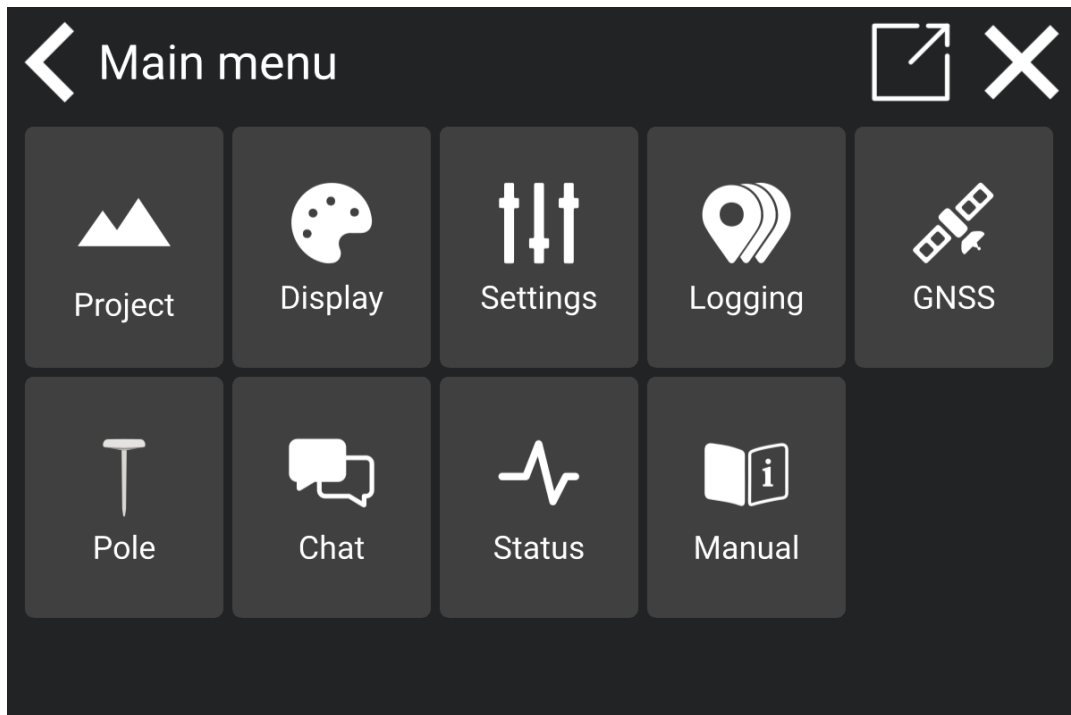 Main menu
Project
Display
Settings
Logging
GNSS
Pole
Chat
Status
i
Manual